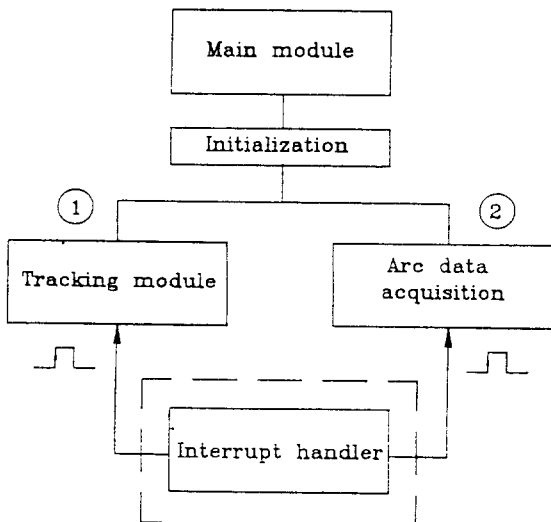 Main module
Initialization
1
2
Tracking module
Arc data
acquisition
Interrupt handler